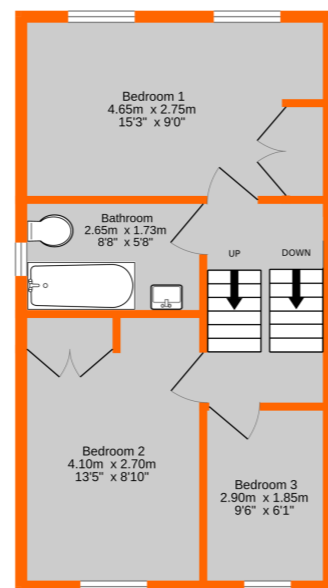 Bedroom 1
4.65m x 2.75m
15'3" x 9'0"
Bathroom
2.65m x 1.73m
8'8" x 5'8"
UP
DOWN
Bedroom 2
4.10m x 2.70m
13'5" x 8'10"
Bedroom 3
2.90m x 1.85m
9'6" x 6'1"